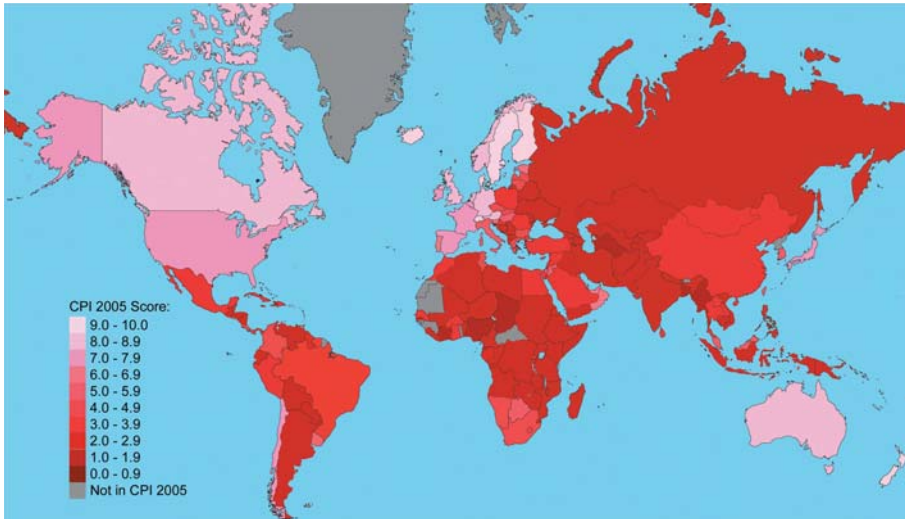 CPI 2005 Score:
9.0 - 10.0
8.0 - 8.9
7.0 - 7.9
6.0 - 6.9
5.0 - 5.9
4.0 - 4.9
3.0 - 3.9
2.0 - 2.9
1.0 - 1.9
0.0 - 0.9
Not in CPI 2005